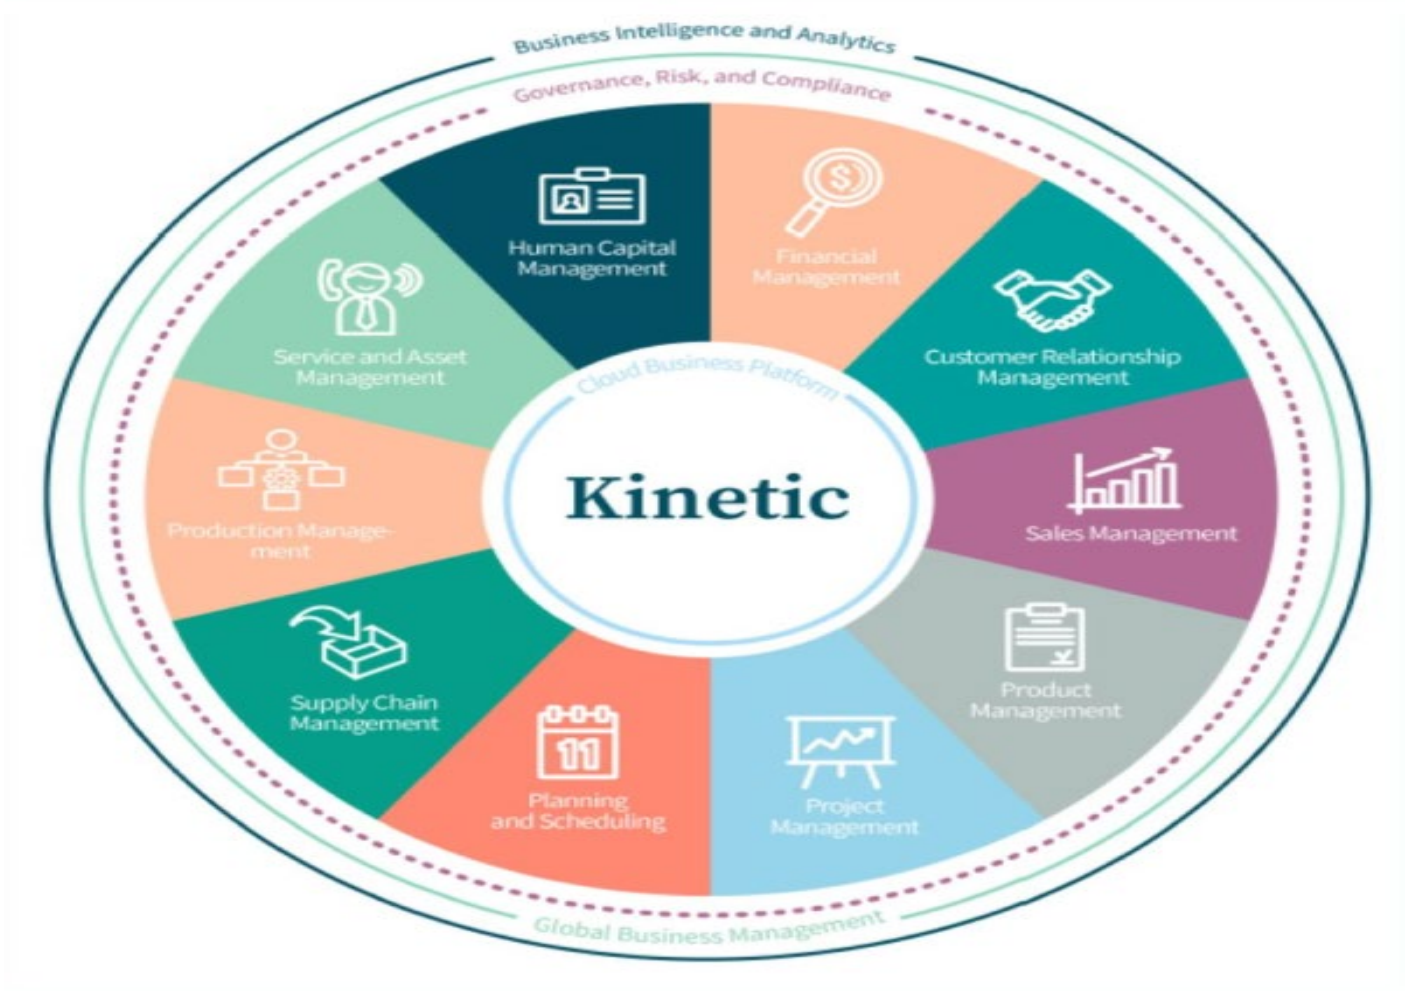 Business Intelligence and Analytics
Governance, Risk, and Compliance
Human Capital
Management
$
Financial
Management
Customer Relationship
Management
Sales Management
Product
Management
Project
Management
11
Planning
and Scheduling
Supply Chain
Management
Production Manage-
ment
Service and Asset
Management
Cloud Business Platform
Kinetic
Global Business Management